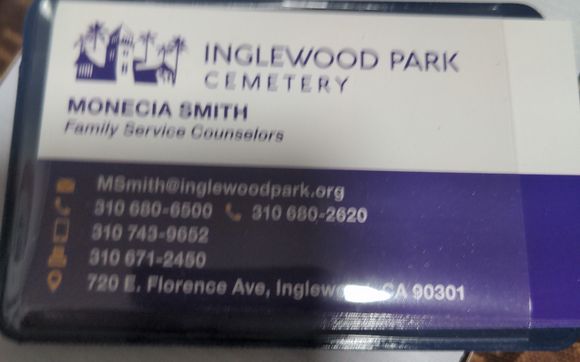 INGLEWOOD PARK
CEMETERY
MONECIA SMITH
Family Service Counselors
MSmith@inglewoodpark.org
310 680-6500 310 680-2620
310 743-9652
310 671-2450
720 E. Florence Ave, Inglewood, CA 90301